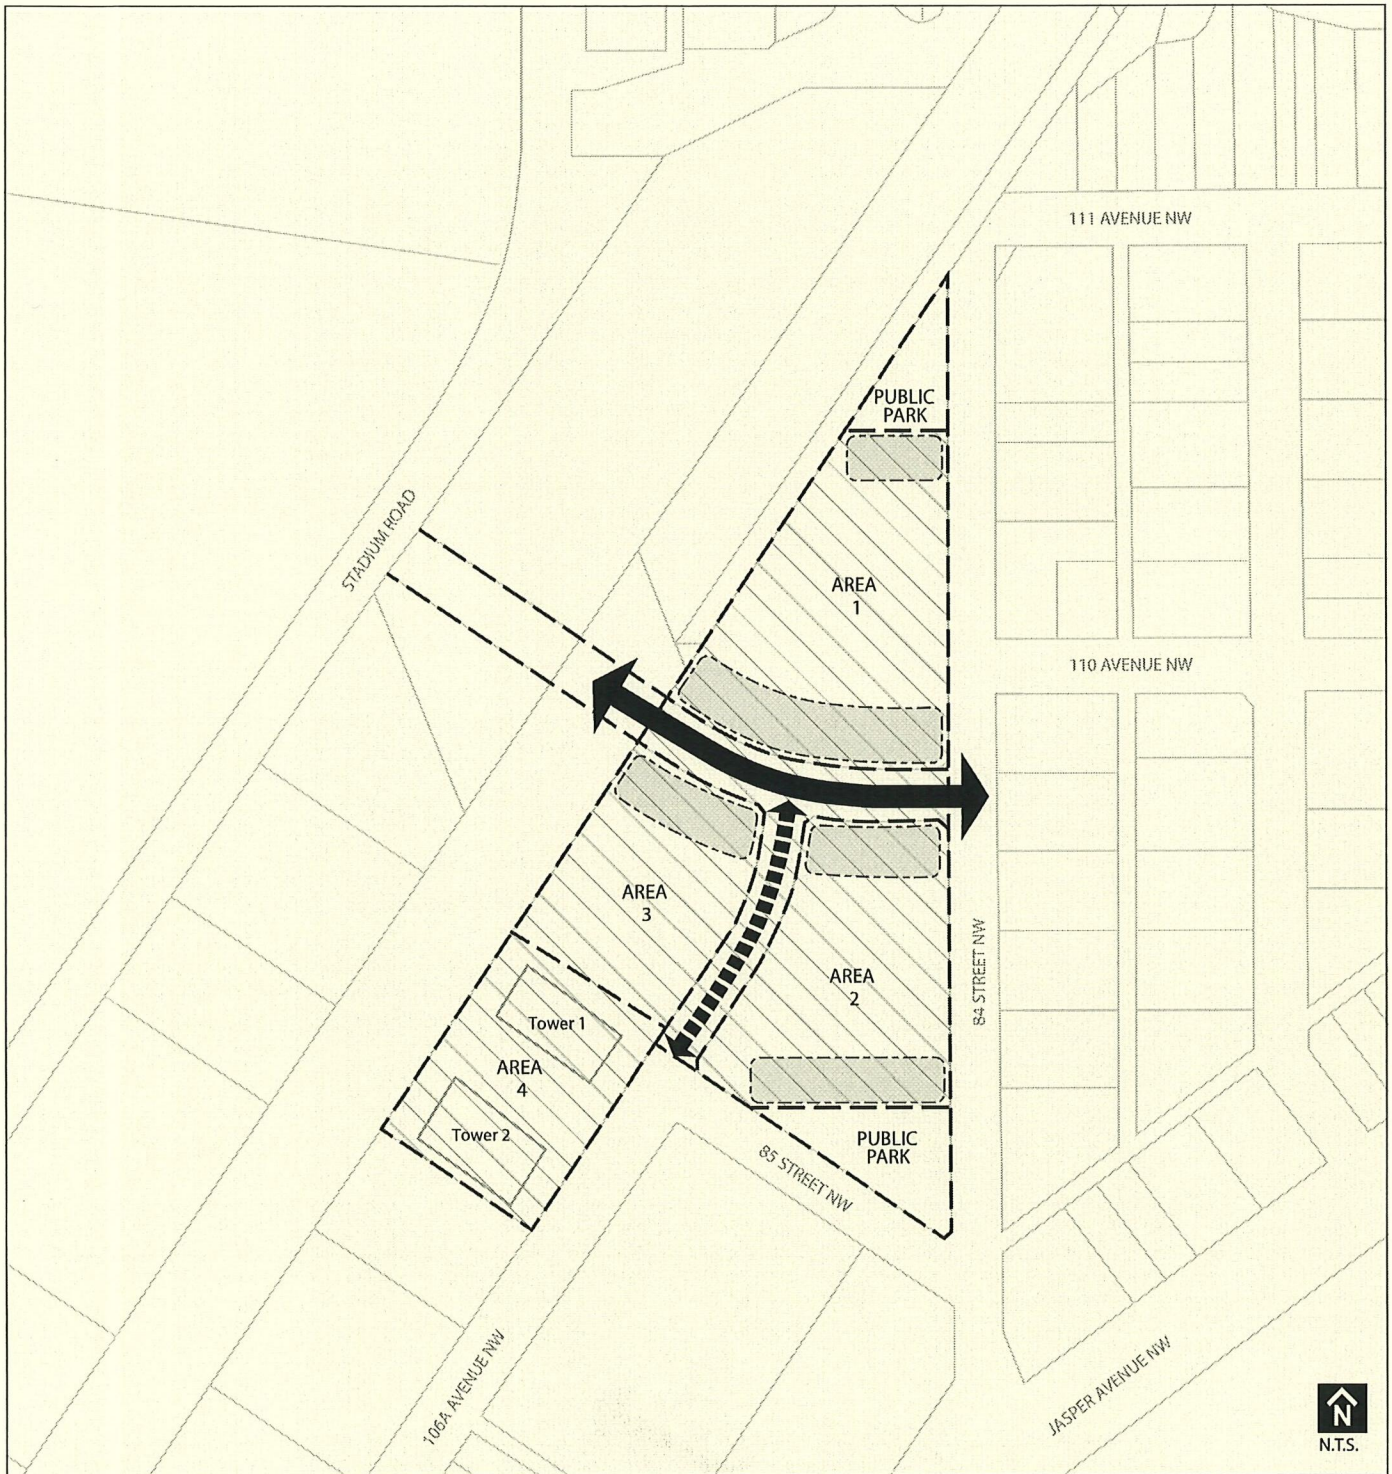 111 AVENUE NW
PUBLIC
PARK
STADIUM ROAD
AREA
1
110 AVENUE NW
AREA
3
84 STREET NW
AREA
2
Tower 1
AREA
4
Tower 2
PUBLIC
PARK
85 STREET NW
106A AVENUE NW
JASPER AVENUE NW
N
N.T.S.